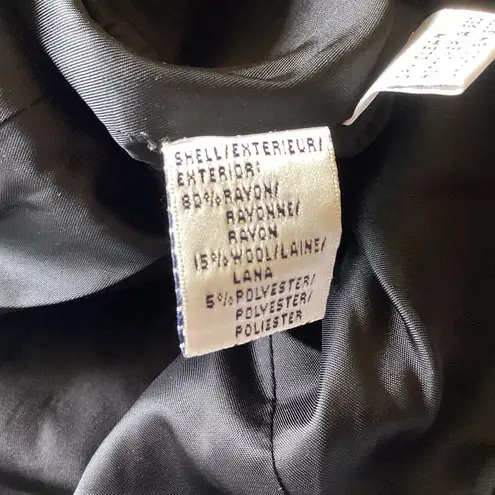 SHELL/EXTERIEUR/
EXTERIOR:
80%RAYON/
RAYONNE/
RAYON
15%WOOL/LAINE/
LANA
5%POLYESTER/
POLYESTER/
POLIESTER